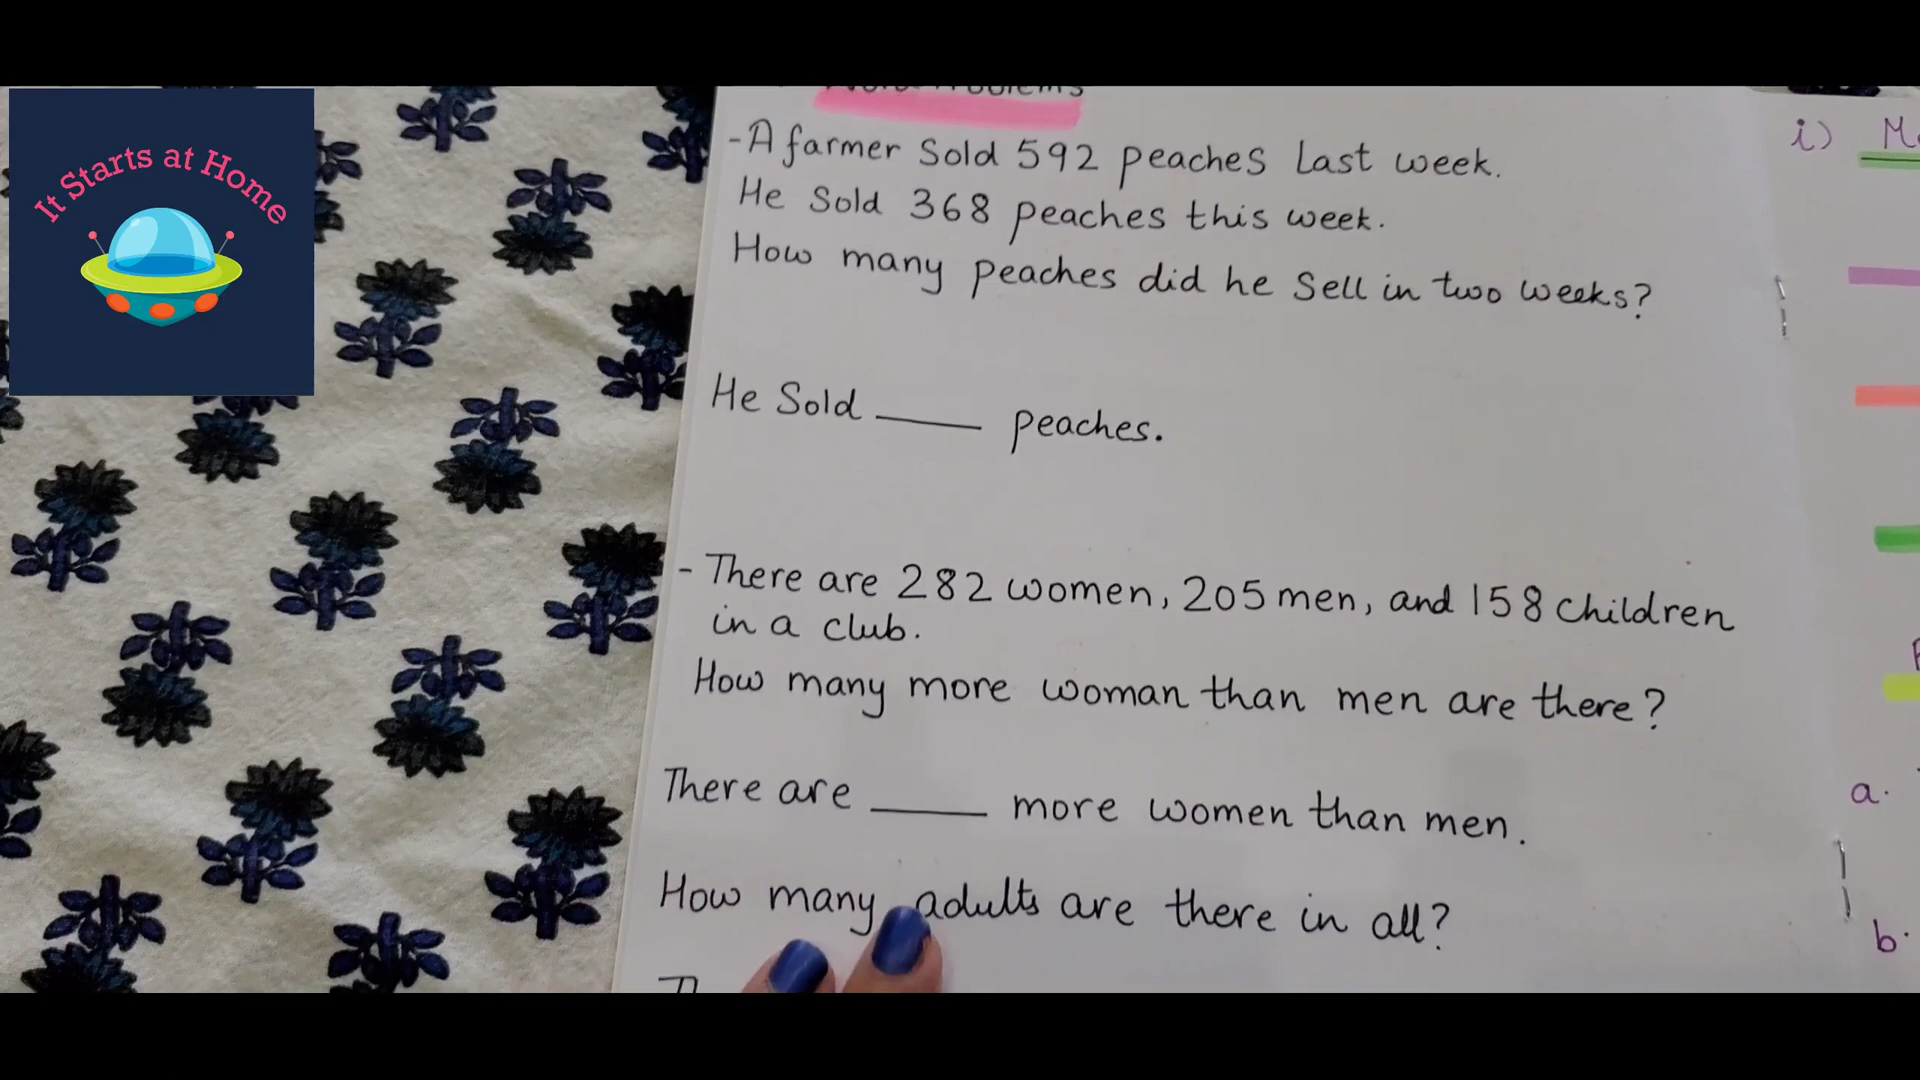 It Starts at Home
Word Problems
- A farmer Sold 592 peaches Last week.
He Sold 368 peaches this week.
How many peaches did he Sell in two weeks?
He Sold ____ peaches.
- There are 282 women, 205 men, and 158 children
in a club.
How many more woman than men are there?
There are ____ more women than men.
How many adults are there in all?
i)
a.
b.